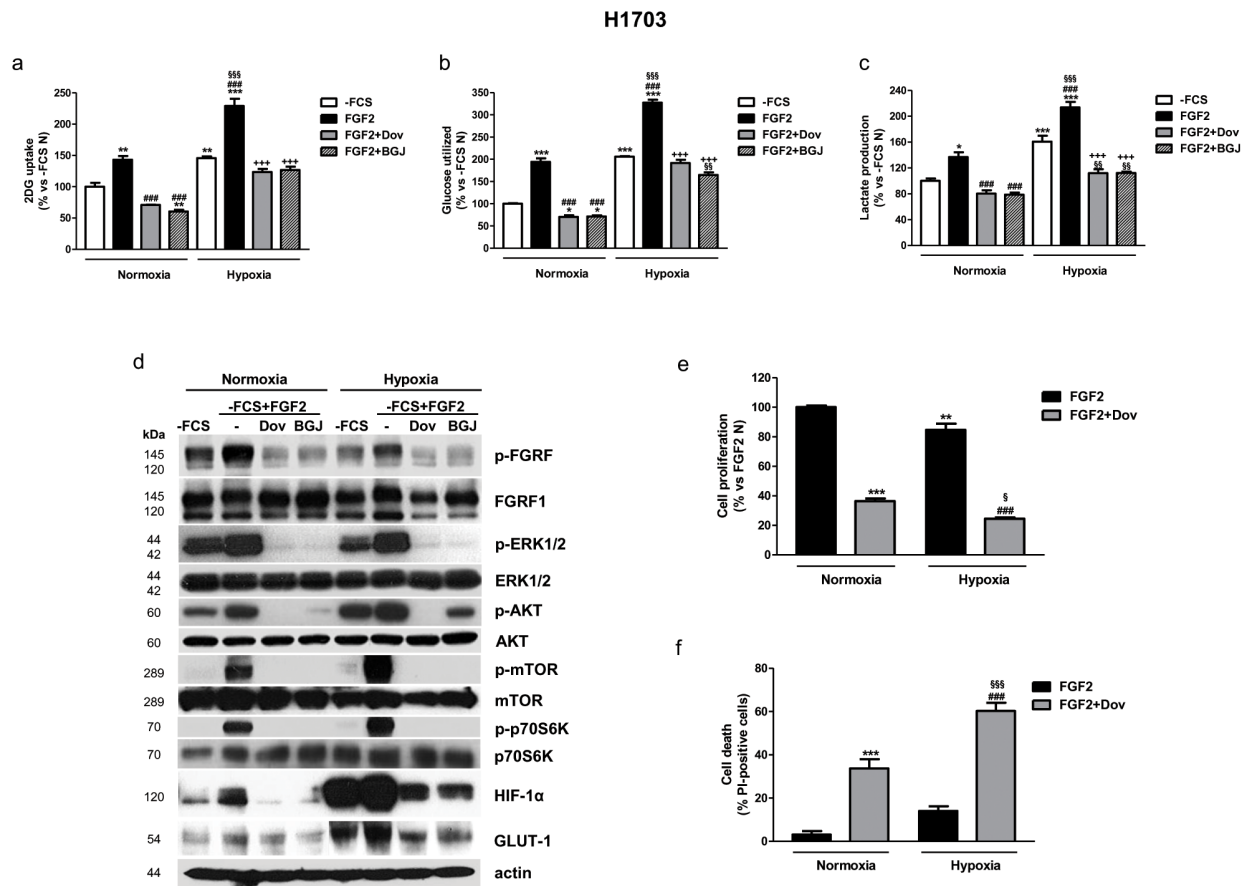 H1703
a
2DG uptake
(% vs -FCS N)
250
200
150
100
50
0
**
**
§§§
###
***
###
###
**
+++
+++
Normoxia
Hypoxia
-FCS
FGF2
FGF2+Dov
FGF2+BGJ
b
Glucose utilized
(% vs -FCS N)
350
300
250
200
150
100
50
0
***
###
*
###
*
***
§§§
###
***
+++
+++
§§
Normoxia
Hypoxia
-FCS
FGF2
FGF2+Dov
FGF2+BGJ
c
Lactate production
(% vs -FCS N)
240
200
160
120
80
40
0
*
###
###
***
§§§
###
***
+++
§§
+++
§§
Normoxia
Hypoxia
-FCS
FGF2
FGF2+Dov
FGF2+BGJ
d
Normoxia Hypoxia
-FCS+FGF2 -FCS+FGF2
kDa -FCS - Dov BGJ -FCS - Dov BGJ
145 p-FGRF
120
145 FGRF1
120
44 p-ERK1/2
42
44 ERK1/2
42
60 p-AKT
60 AKT
289 p-mTOR
289 mTOR
70 p-p70S6K
70 p70S6K
120 HIF-1α
54 GLUT-1
44 actin
e
Cell proliferation
(% vs FGF2 N)
120
100
80
60
40
20
0
***
**
§
###
Normoxia
Hypoxia
FGF2
FGF2+Dov
f
Cell death
(% PI-positive cells)
80
60
40
20
0
***
§§§
###
Normoxia
Hypoxia
FGF2
FGF2+Dov